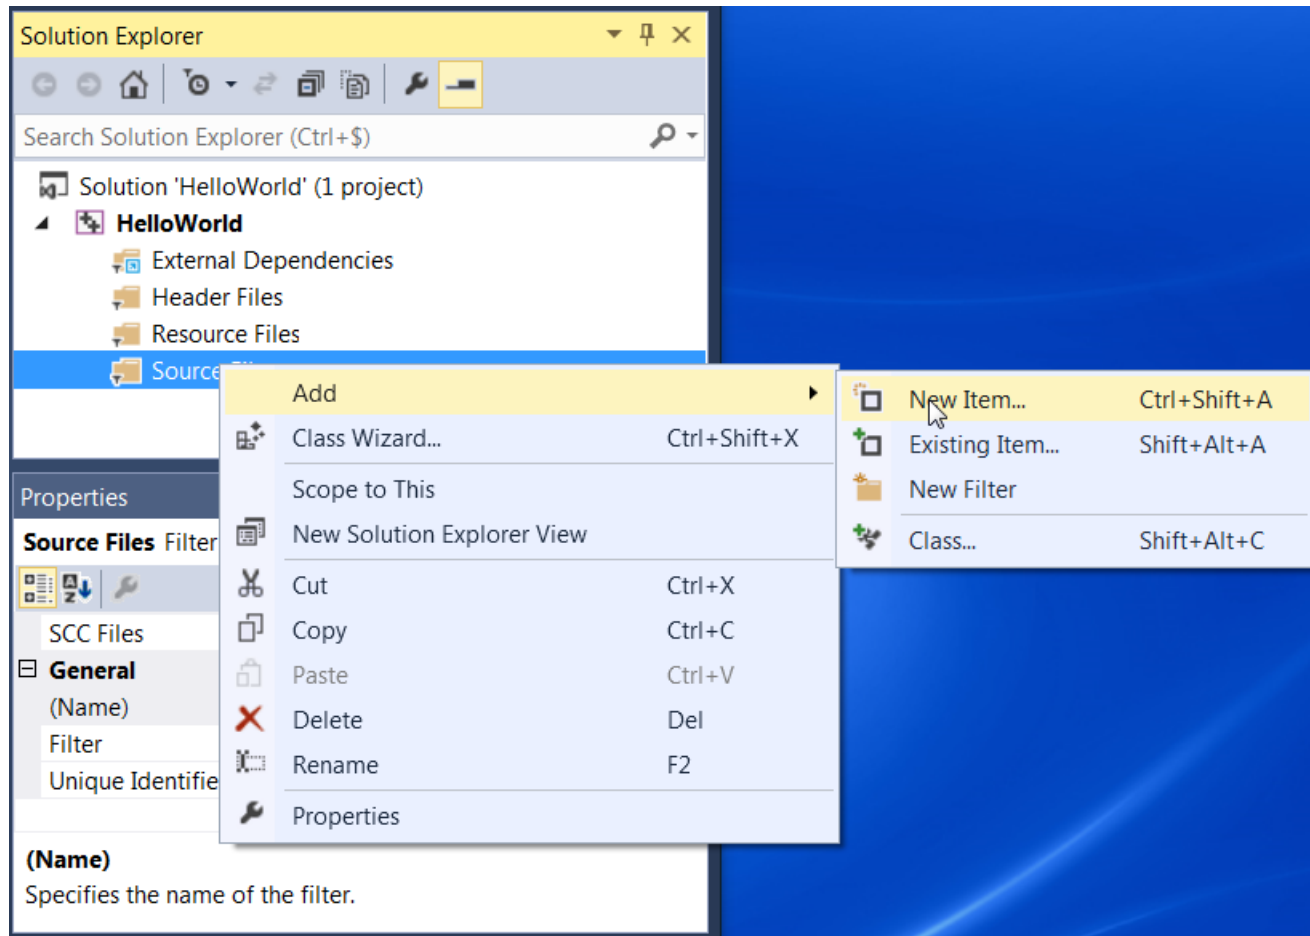 Solution Explorer
Search Solution Explorer (Ctrl+$)
Solution 'HelloWorld' (1 project)
HelloWorld
External Dependencies
Header Files
Resource Files
Source
Add
Class Wizard... Ctrl+Shift+X
Scope to This
New Solution Explorer View
Cut Ctrl+X
Copy Ctrl+C
Paste Ctrl+V
Delete Del
Rename F2
Properties
New Item... Ctrl+Shift+A
Existing Item... Shift+Alt+A
New Filter
Class... Shift+Alt+C
Properties
Source Files Filter
SCC Files
General
(Name)
Filter
Unique Identifie
(Name)
Specifies the name of the filter.